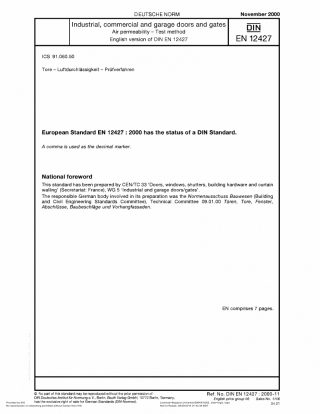 DEUTSCHE NORM
November 2000
Industrial, commercial and garage doors and gates
Air permeability – Test method
English version of DIN EN 12427
DIN
EN 12427
ICS 91.060.50
Tore – Luftdurchlässigkeit – Prüfverfahren
European Standard EN 12427 : 2000 has the status of a DIN Standard.
A comma is used as the decimal marker.
National foreword
This standard has been prepared by CEN/TC 33 'Doors, windows, shutters, building hardware and curtain
walling' (Secretariat: France), WG 5 'Industrial and garage doors/gates'.
The responsible German body involved in its preparation was the Normenausschuss Bauwesen (Building
and Civil Engineering Standards Committee), Technical Committee 09.01.00 Türen, Tore, Fenster,
Abschlüsse, Baubeschläge und Vorhangfassaden.
EN comprises 7 pages.
© No part of this standard may be reproduced without the prior permission of
DIN Deutsches Institut für Normung e.V., Berlin. Beuth Verlag GmbH, 10772 Berlin, Germany,
has the exclusive right of sale for German Standards (DIN-Normen).
Ref. No. DIN EN 12427 : 2000-11
English price group 06 Sales No. 1106